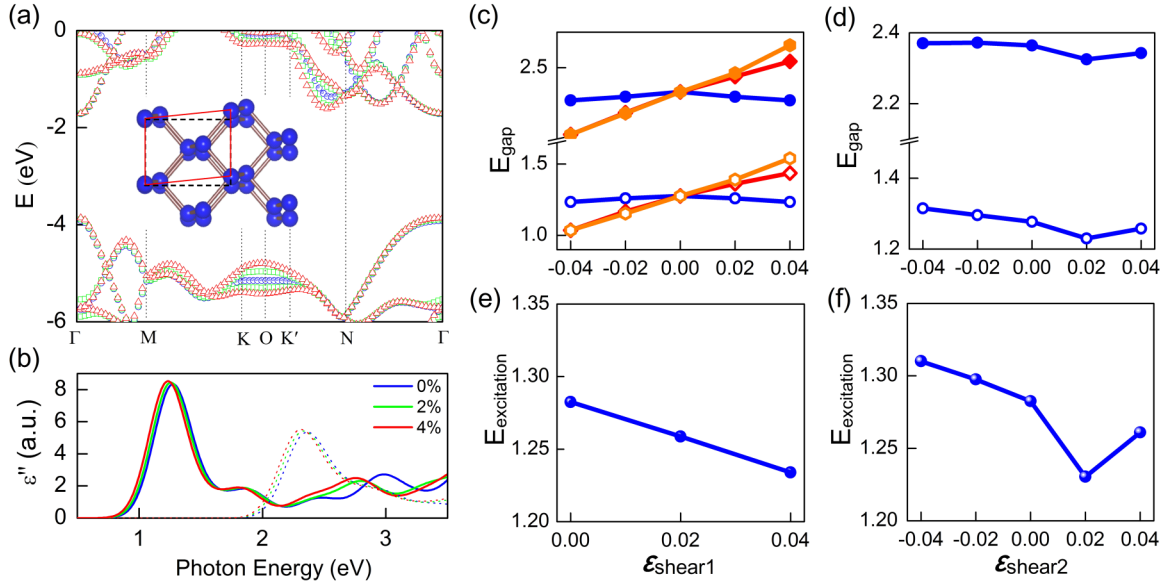 (a)
0
-2
-4
-6
E (eV)
Γ M K O K′ N Γ
(b)
8
6
4
2
0
ε″ (a.u.)
0%
2%
4%
1 2 3
Photon Energy (eV)
(c)
2.5
1.5
1.0
E_gap
-0.04 -0.02 0.00 0.02 0.04
(d)
2.4
2.2
1.4
1.2
E_gap
-0.04 -0.02 0.00 0.02 0.04
(e)
1.35
1.30
1.25
1.20
E_excitation
0.00 0.02 0.04
ε_shear1
(f)
1.35
1.30
1.25
1.20
E_excitation
-0.04 -0.02 0.00 0.02 0.04
ε_shear2